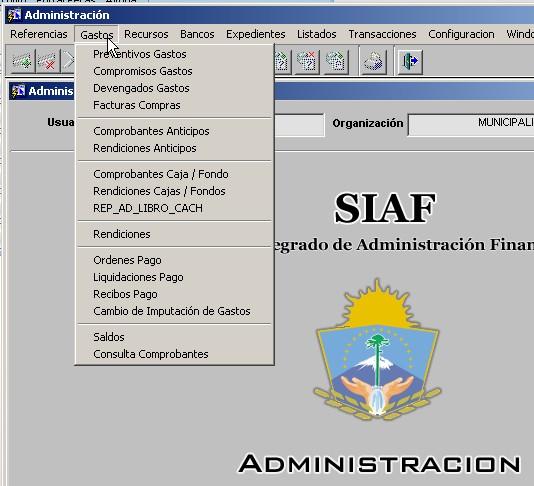 Administración
Referencias Gastos Recursos Bancos Expedientes Listados Transacciones Configuracion Windo
Adminis
Usua
Organización MUNICIPALI
Preventivos Gastos
Compromisos Gastos
Devengados Gastos
Facturas Compras
Comprobantes Anticipos
Rendiciones Anticipos
Comprobantes Caja / Fondo
Rendiciones Cajas / Fondos
REP_AD_LIBRO_CACH
Rendiciones
Ordenes Pago
Liquidaciones Pago
Recibos Pago
Cambio de Imputación de Gastos
Saldos
Consulta Comprobantes
SIAF
egrado de Administración Finan
ADMINISTRACION